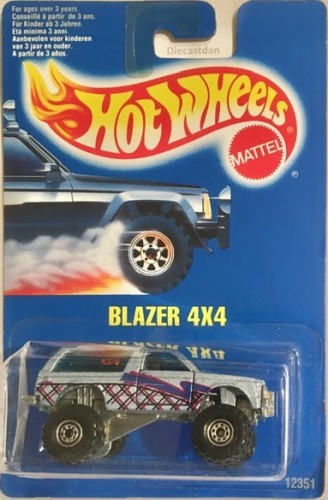 For ages over 3 years.
Conseillé à partir de 3 ans.
Für Kinder ab 3 Jahren.
Età minima 3 anni.
Aanbevolen voor kinderen
van 3 jaar en ouder.
A partir de 3 años.
Diecastdan
HOT WHEELS
MATTEL
BLAZER 4X4
BLAZER 4X4
12351